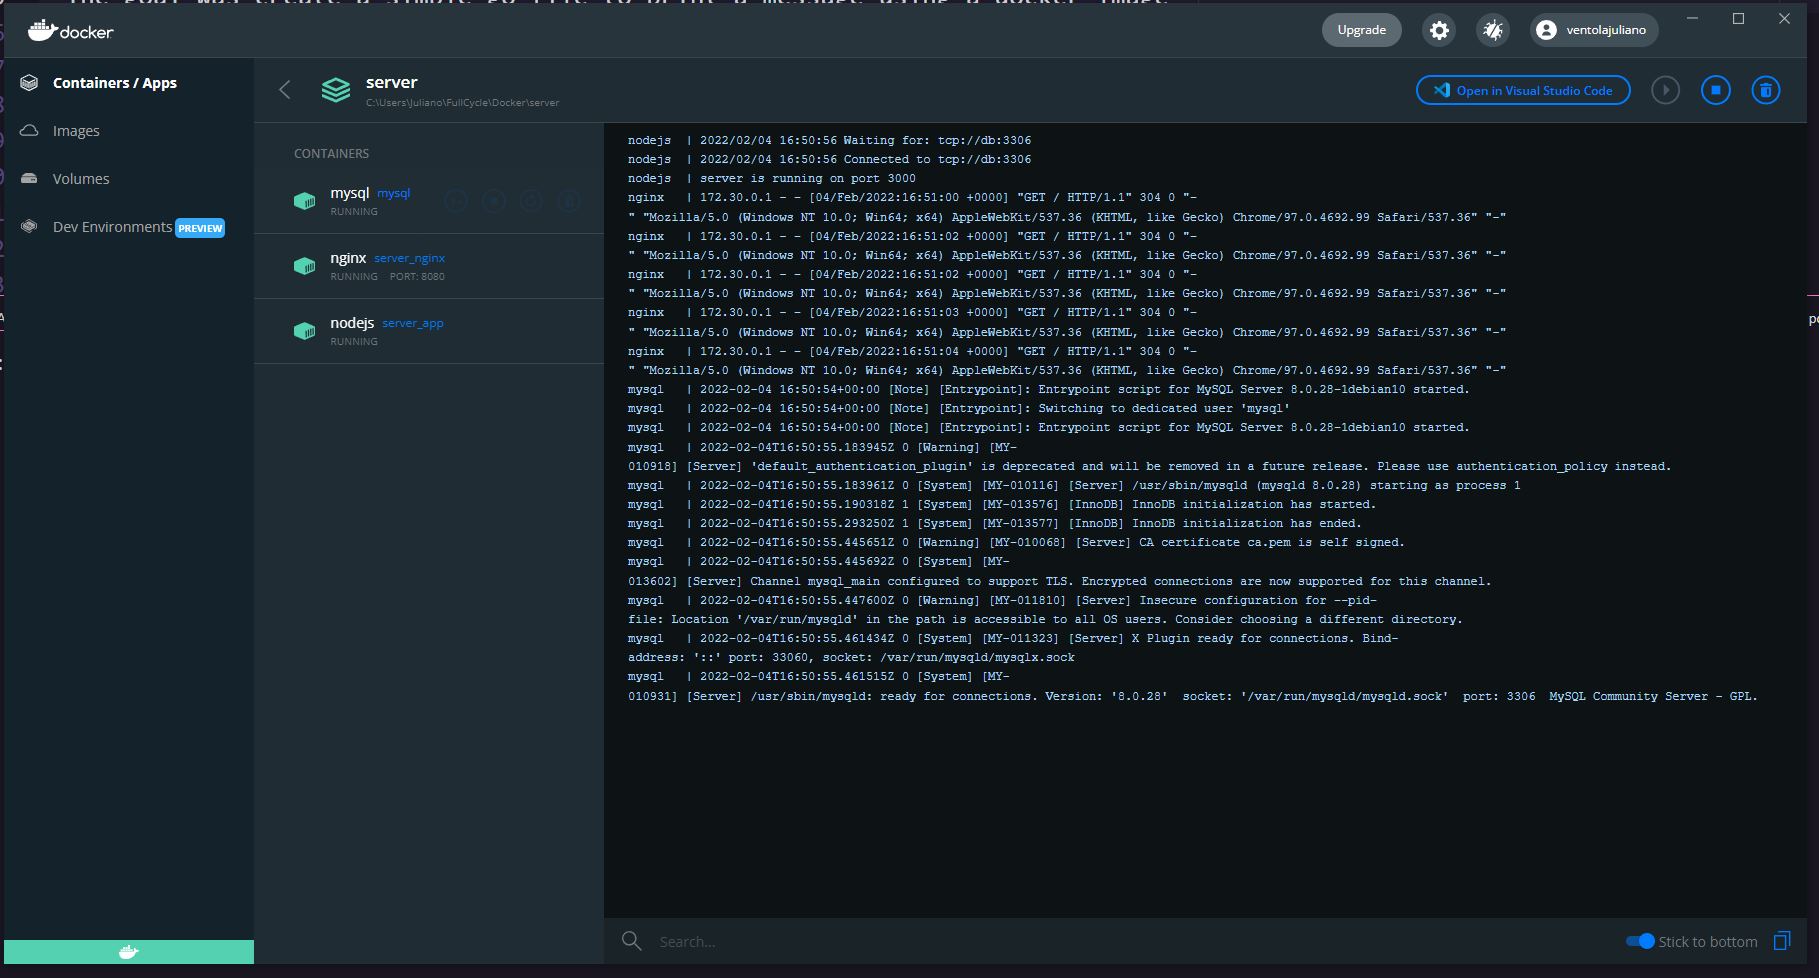 docker
Upgrade
ventolajuliano
Containers / Apps
Images
Volumes
Dev Environments PREVIEW
server
C:\Users\Juliano\FullCycle\Docker\server
Open in Visual Studio Code
CONTAINERS
mysql mysql
RUNNING
nginx server_nginx
RUNNING PORT: 8080
nodejs server_app
RUNNING
nodejs | 2022/02/04 16:50:56 Waiting for: tcp://db:3306
nodejs | 2022/02/04 16:50:56 Connected to tcp://db:3306
nodejs | server is running on port 3000
nginx | 172.30.0.1 - - [04/Feb/2022:16:51:00 +0000] "GET / HTTP/1.1" 304 0 "-
" "Mozilla/5.0 (Windows NT 10.0; Win64; x64) AppleWebKit/537.36 (KHTML, like Gecko) Chrome/97.0.4692.99 Safari/537.36" "-"
nginx | 172.30.0.1 - - [04/Feb/2022:16:51:02 +0000] "GET / HTTP/1.1" 304 0 "-
" "Mozilla/5.0 (Windows NT 10.0; Win64; x64) AppleWebKit/537.36 (KHTML, like Gecko) Chrome/97.0.4692.99 Safari/537.36" "-"
nginx | 172.30.0.1 - - [04/Feb/2022:16:51:02 +0000] "GET / HTTP/1.1" 304 0 "-
" "Mozilla/5.0 (Windows NT 10.0; Win64; x64) AppleWebKit/537.36 (KHTML, like Gecko) Chrome/97.0.4692.99 Safari/537.36" "-"
nginx | 172.30.0.1 - - [04/Feb/2022:16:51:03 +0000] "GET / HTTP/1.1" 304 0 "-
" "Mozilla/5.0 (Windows NT 10.0; Win64; x64) AppleWebKit/537.36 (KHTML, like Gecko) Chrome/97.0.4692.99 Safari/537.36" "-"
nginx | 172.30.0.1 - - [04/Feb/2022:16:51:04 +0000] "GET / HTTP/1.1" 304 0 "-
" "Mozilla/5.0 (Windows NT 10.0; Win64; x64) AppleWebKit/537.36 (KHTML, like Gecko) Chrome/97.0.4692.99 Safari/537.36" "-"
mysql | 2022-02-04 16:50:54+00:00 [Note] [Entrypoint]: Entrypoint script for MySQL Server 8.0.28-1debian10 started.
mysql | 2022-02-04 16:50:54+00:00 [Note] [Entrypoint]: Switching to dedicated user 'mysql'
mysql | 2022-02-04 16:50:54+00:00 [Note] [Entrypoint]: Entrypoint script for MySQL Server 8.0.28-1debian10 started.
mysql | 2022-02-04T16:50:55.183945Z 0 [Warning] [MY-
010918] [Server] 'default_authentication_plugin' is deprecated and will be removed in a future release. Please use authentication_policy instead.
mysql | 2022-02-04T16:50:55.183961Z 0 [System] [MY-010116] [Server] /usr/sbin/mysqld (mysqld 8.0.28) starting as process 1
mysql | 2022-02-04T16:50:55.190318Z 1 [System] [MY-013576] [InnoDB] InnoDB initialization has started.
mysql | 2022-02-04T16:50:55.293250Z 1 [System] [MY-013577] [InnoDB] InnoDB initialization has ended.
mysql | 2022-02-04T16:50:55.445651Z 0 [Warning] [MY-010068] [Server] CA certificate ca.pem is self signed.
mysql | 2022-02-04T16:50:55.445692Z 0 [System] [MY-
013602] [Server] Channel mysql_main configured to support TLS. Encrypted connections are now supported for this channel.
mysql | 2022-02-04T16:50:55.447600Z 0 [Warning] [MY-011810] [Server] Insecure configuration for --pid-
file: Location '/var/run/mysqld' in the path is accessible to all OS users. Consider choosing a different directory.
mysql | 2022-02-04T16:50:55.461434Z 0 [System] [MY-011323] [Server] X Plugin ready for connections. Bind-
address: '::' port: 33060, socket: /var/run/mysqld/mysqlx.sock
mysql | 2022-02-04T16:50:55.461515Z 0 [System] [MY-
010931] [Server] /usr/sbin/mysqld: ready for connections. Version: '8.0.28' socket: '/var/run/mysqld/mysqld.sock' port: 3306 MySQL Community Server - GPL.
Search...
Stick to bottom